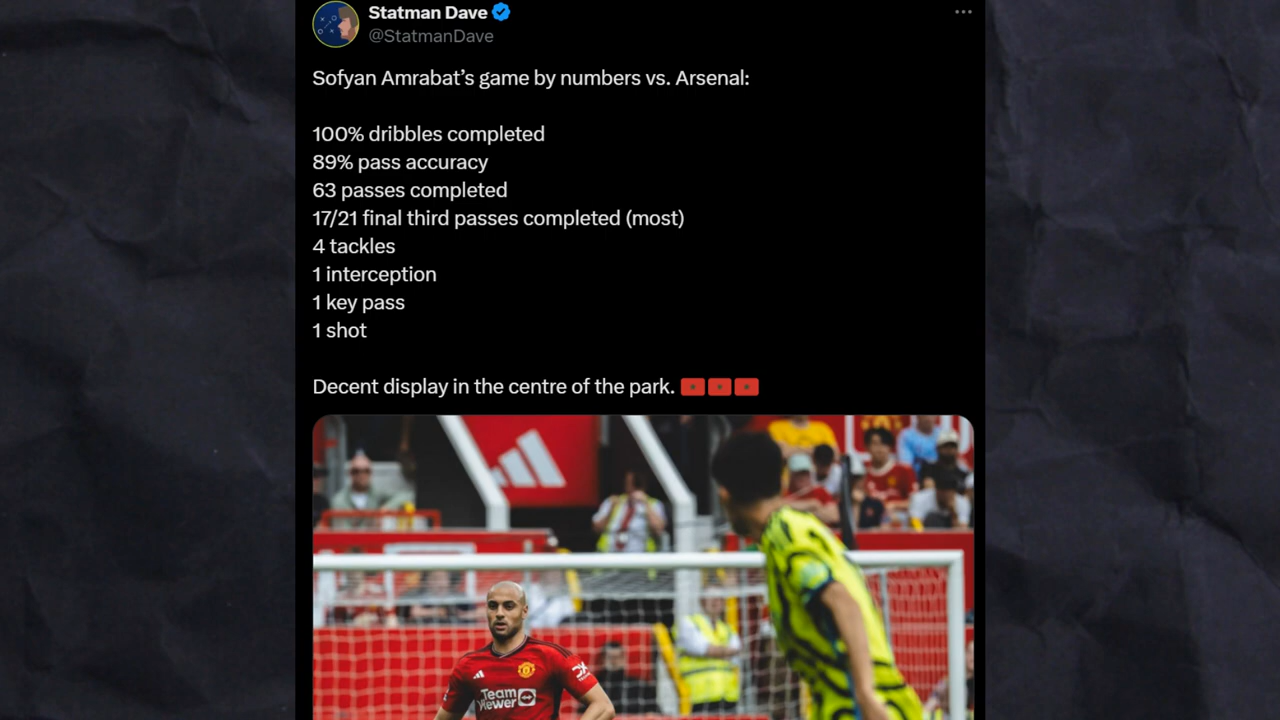 Statman Dave
@StatmanDave
Sofyan Amrabat’s game by numbers vs. Arsenal:
100% dribbles completed
89% pass accuracy
63 passes completed
17/21 final third passes completed (most)
4 tackles
1 interception
1 key pass
1 shot
Decent display in the centre of the park. 🇲🇦🇲🇦🇲🇦
Team
Viewer